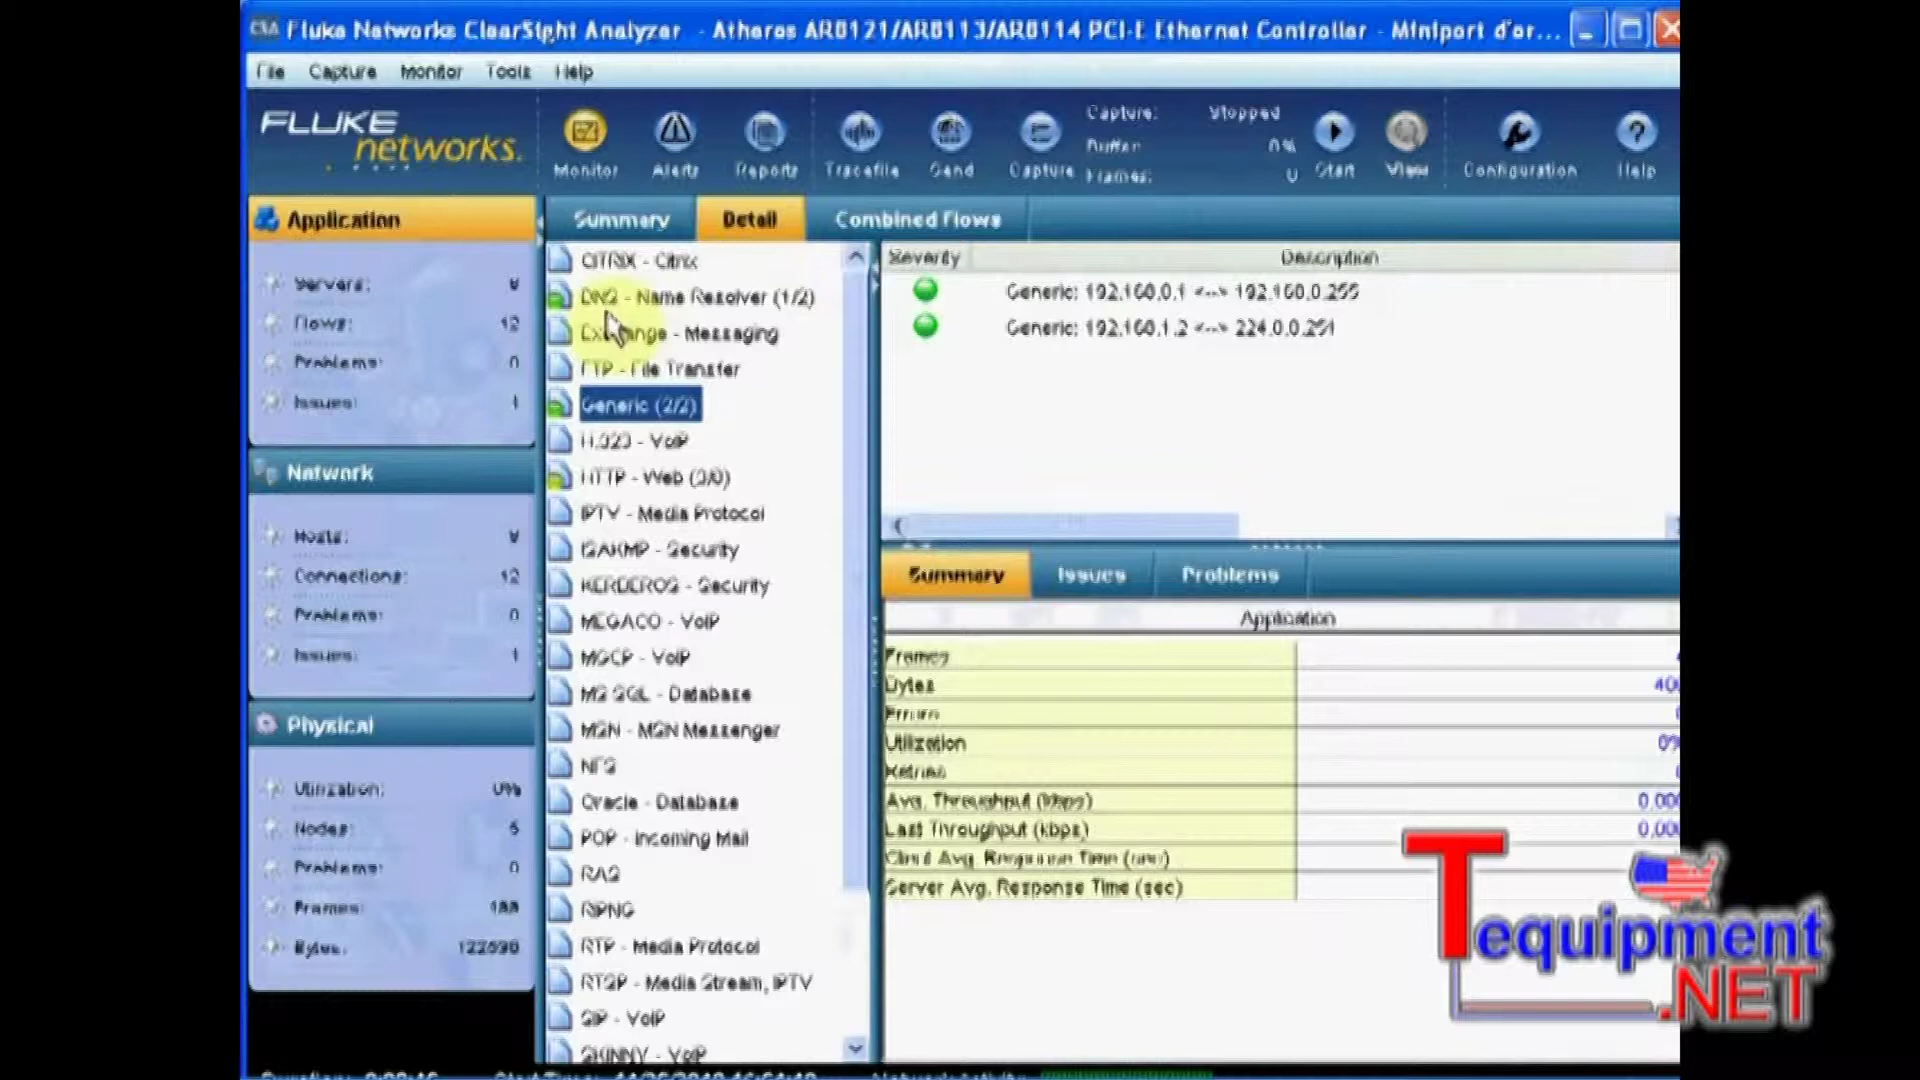 Fluke Networks ClearSight Analyzer - Atheros AR8121/AR8113/AR8114 PCI-E Ethernet Controller - Miniport d'or...
File Capture Monitor Tools Help
FLUKE networks.
Monitor Alerts Reports Tracefile Send Capture
Capture: Stopped
Buffer: 0%
Frames: 0
Start View Configuration Help
Application
Servers:
Flows: 12
Problems: 0
Issues: 1
Network
Hosts:
Connections: 12
Problems: 0
Issues: 1
Physical
Utilization: 0%
Nodes: 5
Problems: 0
Frames: 188
Bytes:
Summary Detail Combined Flows
CITRIX - Citrix
DNS - Name Resolver (1/2)
Exchange - Messaging
FTP - File Transfer
Generic (2/2)
H.323 - VoIP
HTTP - Web (3/0)
IPTV - Media Protocol
ISAKMP - Security
KERBEROS - Security
MEGACO - VoIP
MGCP - VoIP
MS SQL - Database
MSN - MSN Messenger
NFS
Oracle - Database
POP - Incoming Mail
RAS
RIPNG
RTP - Media Protocol
RTSP - Media Stream, IPTV
SIP - VoIP
SKINNY - VoIP
Severity Description
Generic: 192.168.0.1 <--> 192.168.0.255
Generic: 192.168.1.2 <--> 224.0.0.251
Summary Issues Problems
Application
Frames
Bytes
Errors
Utilization
Retries
Avg. Throughput (kbps)
Last Throughput (kbps)
Client Avg. Response Time (sec)
Server Avg. Response Time (sec)
Tequipment
.NET